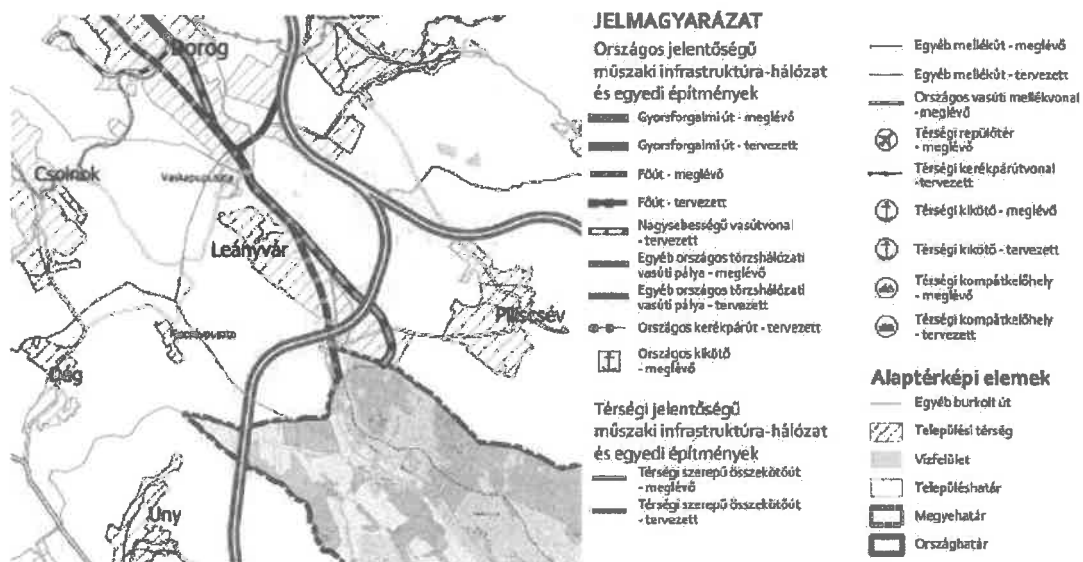 Dorog
Csolnok
Vaskapupuszta
Leányvár
Piliscsév
Dág
Úny
JELMAGYARÁZAT
Országos jelentőségű
műszaki infrastruktúra-hálózat
és egyedi építmények
Gyorsforgalmi út - meglévő
Gyorsforgalmi út - tervezett
Főút - meglévő
Főút - tervezett
Nagysebességű vasútvonal
- tervezett
Egyéb országos törzshálózati
vasúti pálya - meglévő
Egyéb országos törzshálózati
vasúti pálya - tervezett
Országos kerékpárút - tervezett
Országos kikötő
- meglévő
Térségi jelentőségű
műszaki infrastruktúra-hálózat
és egyedi építmények
Térségi szerepű összekötőút
- meglévő
Térségi szerepű összekötőút
- tervezett
Egyéb mellékút - meglévő
Egyéb mellékút - tervezett
Országos vasúti mellékvonal
- meglévő
Térségi repülőtér
- meglévő
Térségi kerékpárútvonal
- tervezett
Térségi kikötő - meglévő
Térségi kikötő - tervezett
Térségi kompátkelőhely
- meglévő
Térségi kompátkelőhely
- tervezett
Alaptérképi elemek
Egyéb burkolt út
Települési térség
Vízfelület
Településhatár
Megyehatár
Országhatár